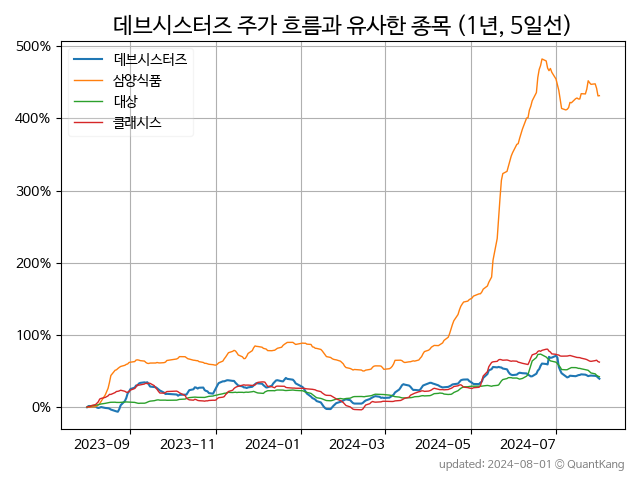 데브시스터즈 주가 흐름과 유사한 종목 (1년, 5일선)
500%
400%
300%
200%
100%
0%
데브시스터즈
삼양식품
대상
클래시스
2023-09
2023-11
2024-01
2024-03
2024-05
2024-07
updated: 2024-08-01 © QuantKang